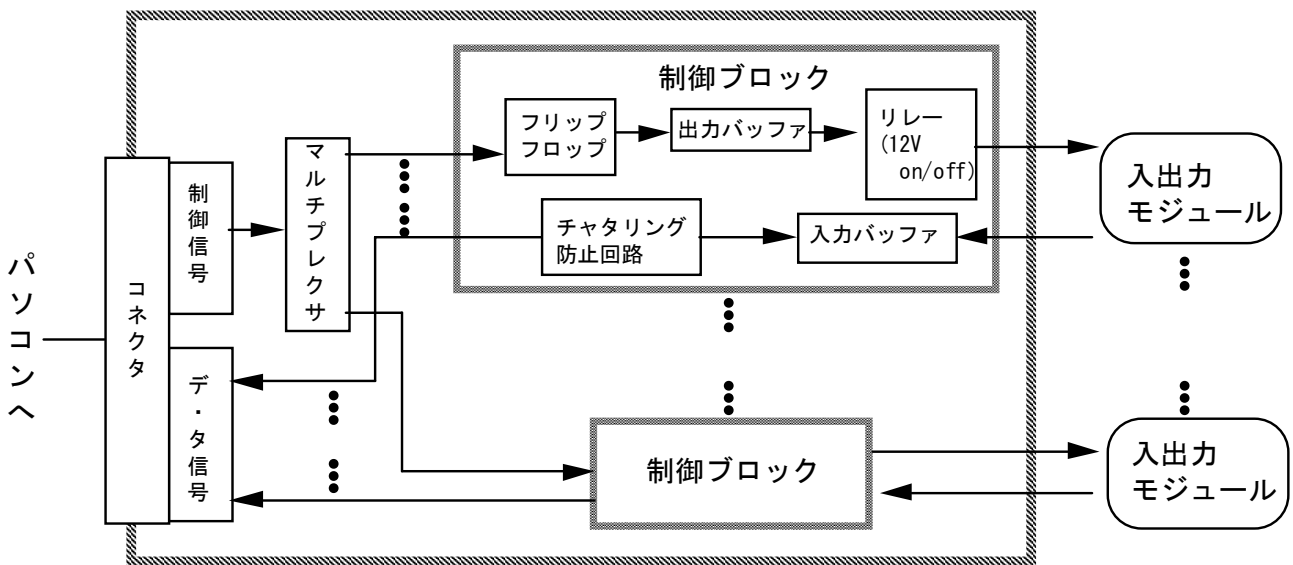 パソコンへ
コネクタ
制御信号
デ・タ信号
マルチプレクサ
制御ブロック
フリップ
フロップ
出力バッファ
リレー
(12V
on/off)
チャタリング
防止回路
入力バッファ
入出力
モジュール
制御ブロック
入出力
モジュール